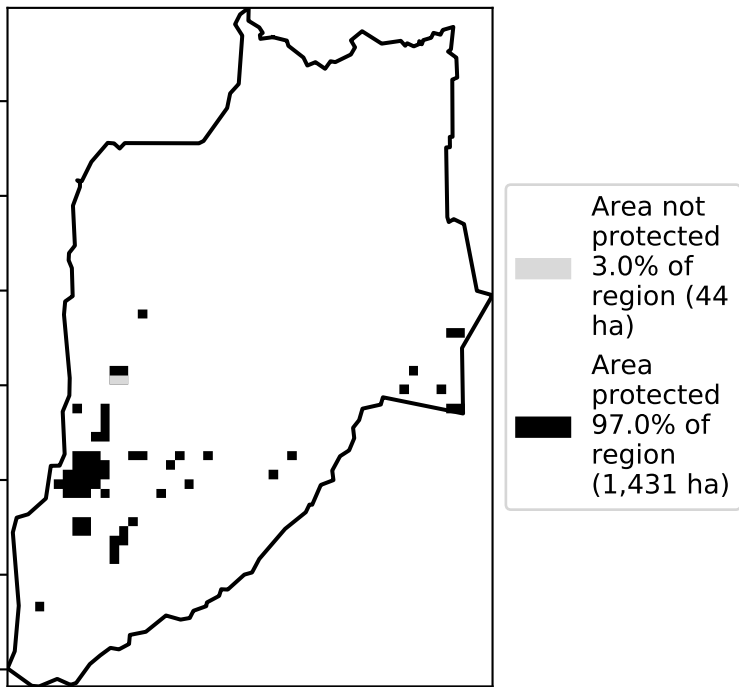 Area not
protected
3.0% of
region (44
ha)
Area
protected
97.0% of
region
(1,431 ha)